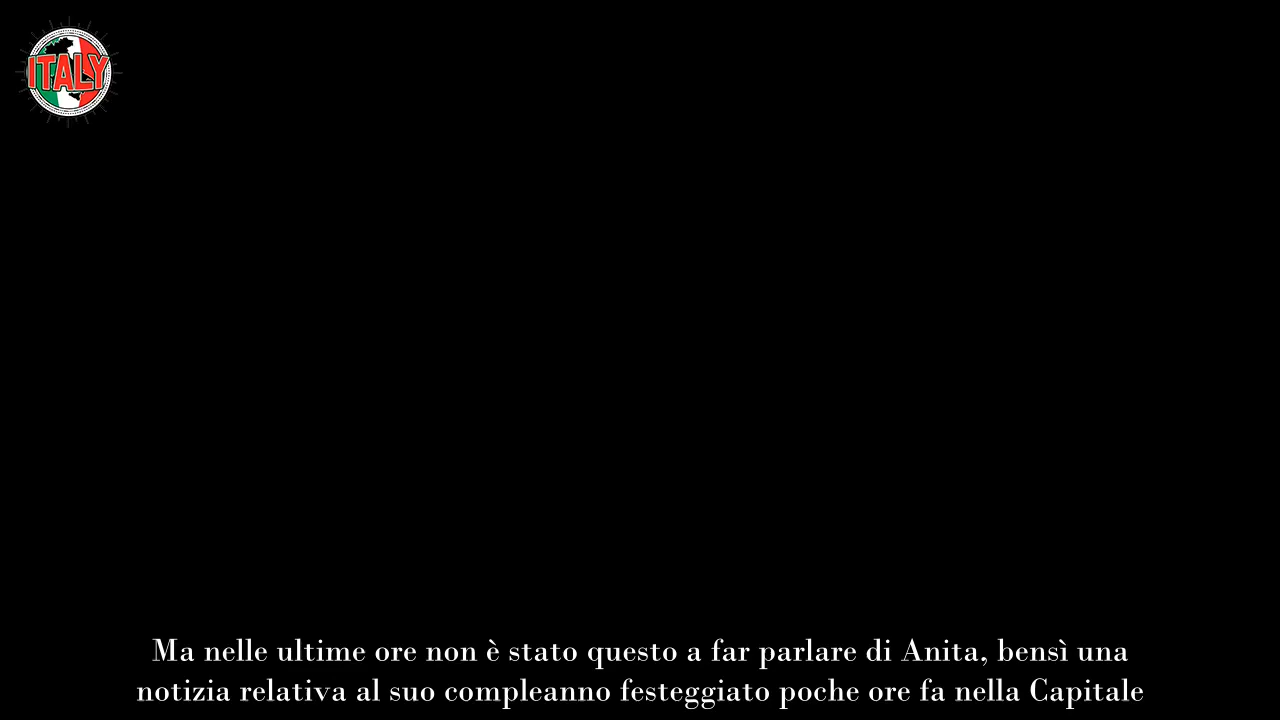 ITALY
Ma nelle ultime ore non è stato questo a far parlare di Anita, bensì una
notizia relativa al suo compleanno festeggiato poche ore fa nella Capitale